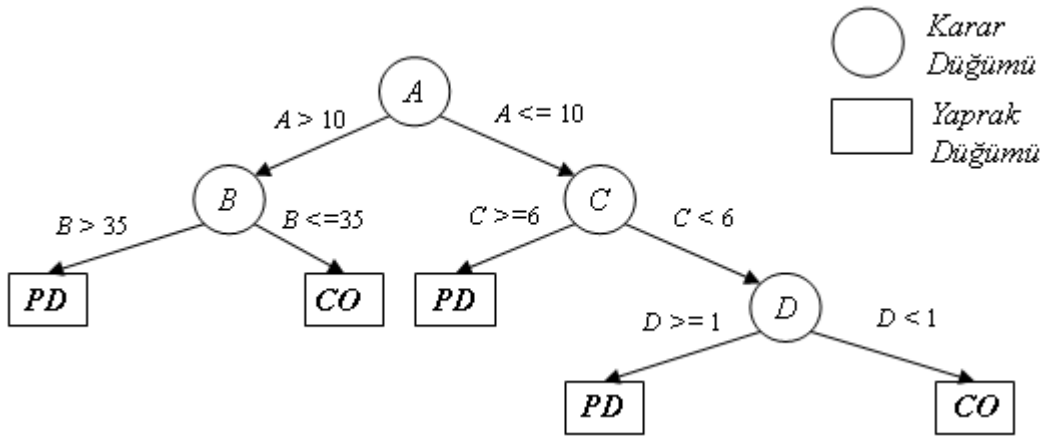 Karar
Düğümü
Yaprak
Düğümü
A
A > 10
A <= 10
B
C
B > 35
B <=35
C >=6
C < 6
PD
CO
PD
D
D >= 1
D < 1
PD
CO